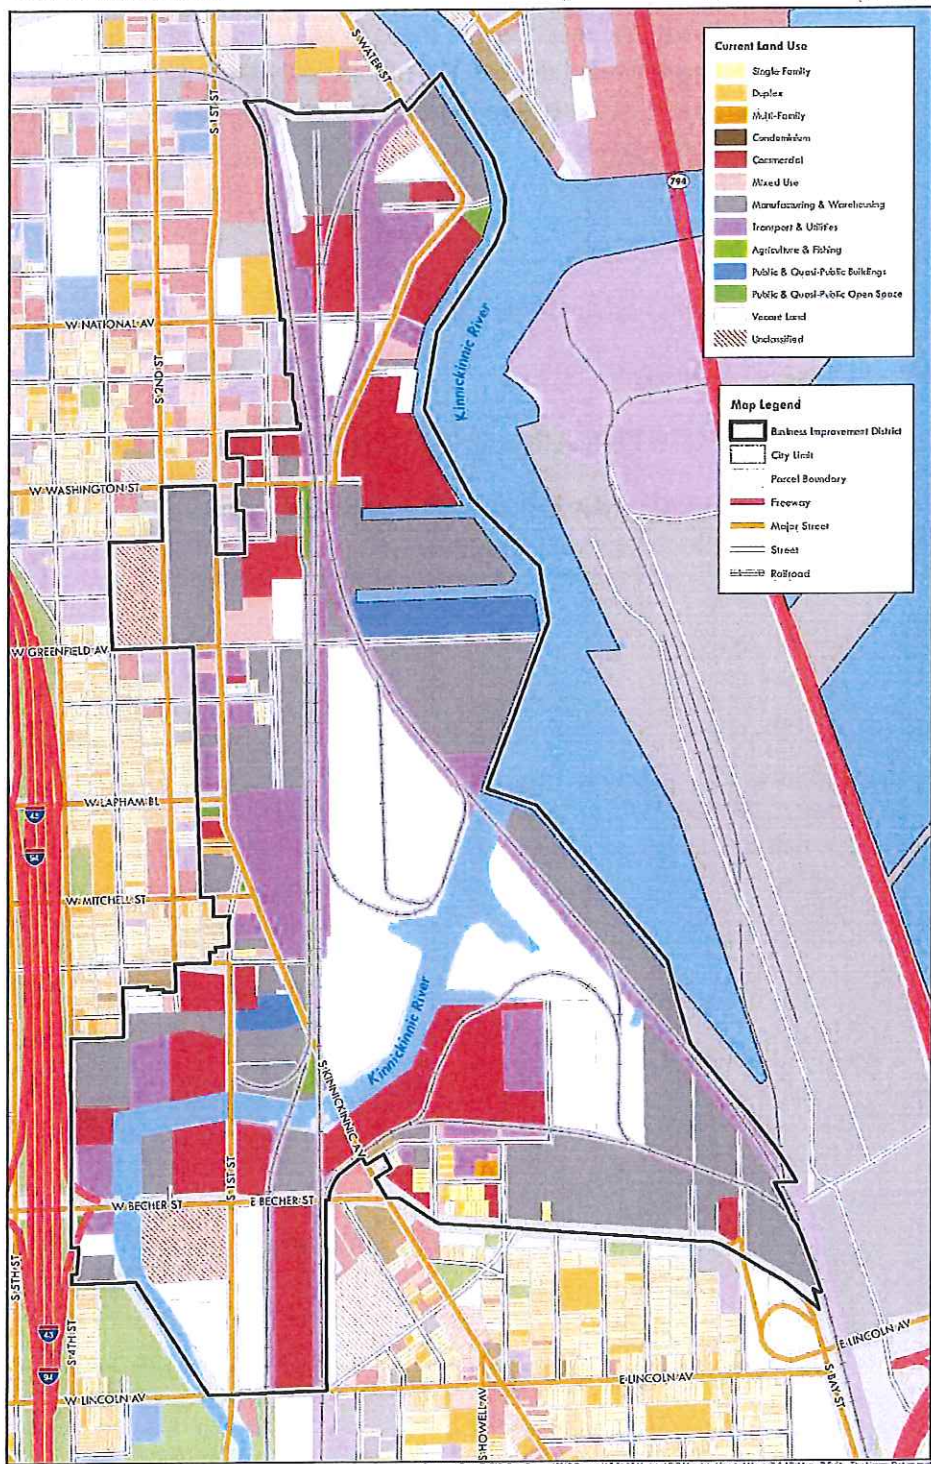 S WATER ST
S 1ST ST
Current Land Use
Single Family
Duplex
Multi-Family
Condominium
Commercial
Mixed Use
Manufacturing & Warehousing
Transport & Utilities
Agriculture & Fishing
Public & Quasi-Public Buildings
Public & Quasi-Public Open Space
Vacant Land
Unclassified
794
W NATIONAL AV
Kinnickinnic River
S 2ND ST
Map Legend
Business Improvement District
City Limit
Parcel Boundary
Freeway
Major Street
Street
Railroad
W WASHINGTON ST
W GREENFIELD AV
W LAPHAM BL
94
W MITCHELL ST
Kinnickinnic River
S KINNICKINNIC AV
S 1ST ST
W BECHER ST
E BECHER ST
S 5TH ST
S 4TH ST
94
W LINCOLN AV
E LINCOLN AV
E LINCOLN AV
S HOWELL AV
S BAY ST